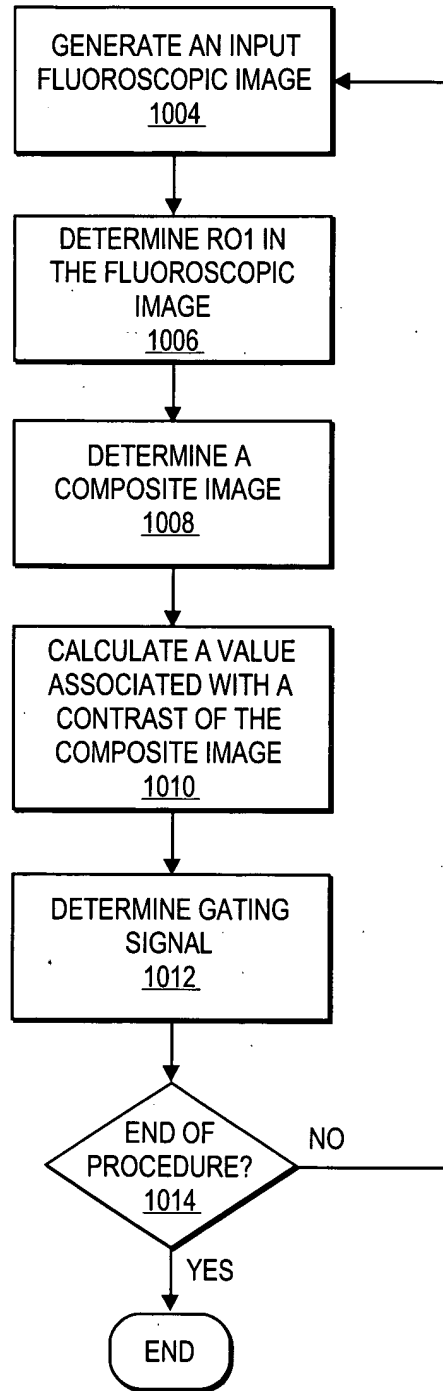 GENERATE AN INPUT
FLUOROSCOPIC IMAGE
1004
DETERMINE RO1 IN
THE FLUOROSCOPIC
IMAGE
1006
DETERMINE A
COMPOSITE IMAGE
1008
CALCULATE A VALUE
ASSOCIATED WITH A
CONTRAST OF THE
COMPOSITE IMAGE
1010
DETERMINE GATING
SIGNAL
1012
END OF
PROCEDURE?
1014
NO
YES
END